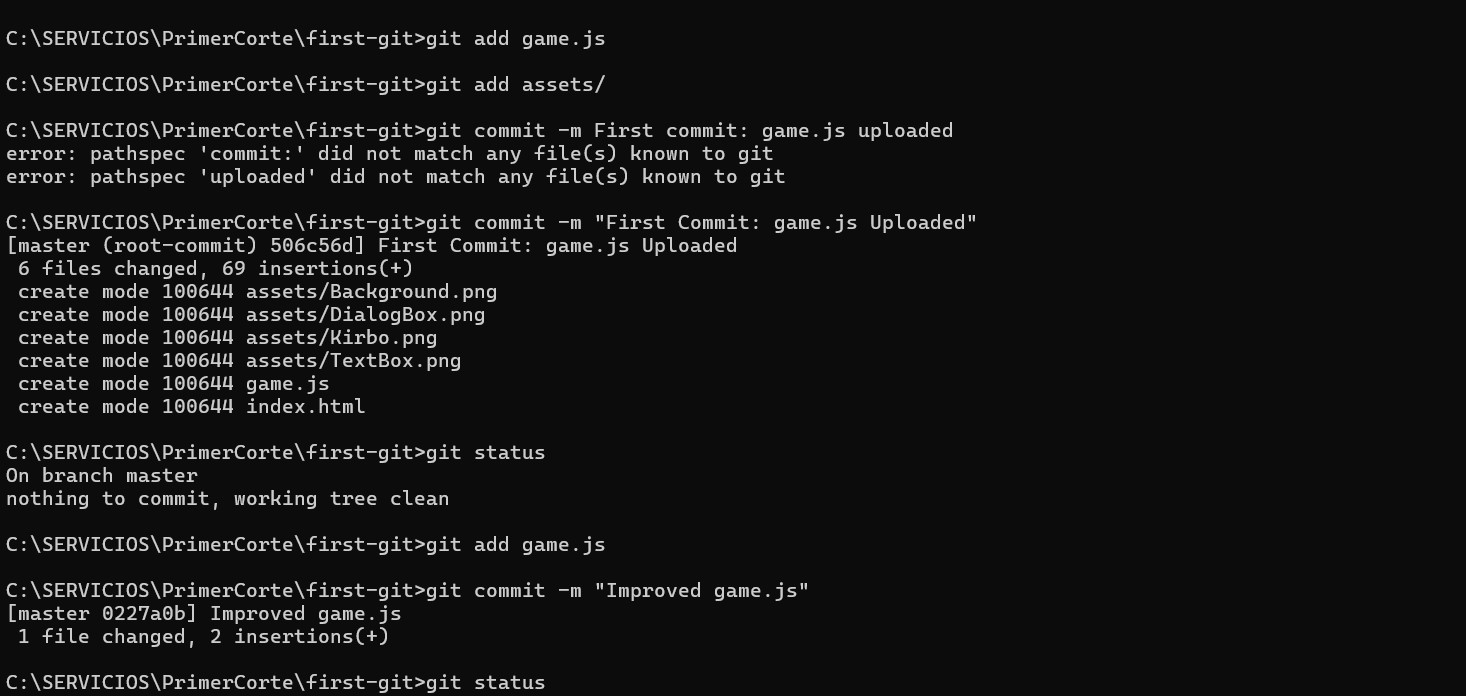 C:\SERVICIOS\PrimerCorte\first-git>git add game.js
C:\SERVICIOS\PrimerCorte\first-git>git add assets/
C:\SERVICIOS\PrimerCorte\first-git>git commit -m First commit: game.js uploaded
error: pathspec 'commit:' did not match any file(s) known to git
error: pathspec 'uploaded' did not match any file(s) known to git
C:\SERVICIOS\PrimerCorte\first-git>git commit -m "First Commit: game.js Uploaded"
[master (root-commit) 506c56d] First Commit: game.js Uploaded
 6 files changed, 69 insertions(+)
 create mode 100644 assets/Background.png
 create mode 100644 assets/DialogBox.png
 create mode 100644 assets/Kirbo.png
 create mode 100644 assets/TextBox.png
 create mode 100644 game.js
 create mode 100644 index.html
C:\SERVICIOS\PrimerCorte\first-git>git status
On branch master
nothing to commit, working tree clean
C:\SERVICIOS\PrimerCorte\first-git>git add game.js
C:\SERVICIOS\PrimerCorte\first-git>git commit -m "Improved game.js"
[master 0227a0b] Improved game.js
 1 file changed, 2 insertions(+)
C:\SERVICIOS\PrimerCorte\first-git>git status